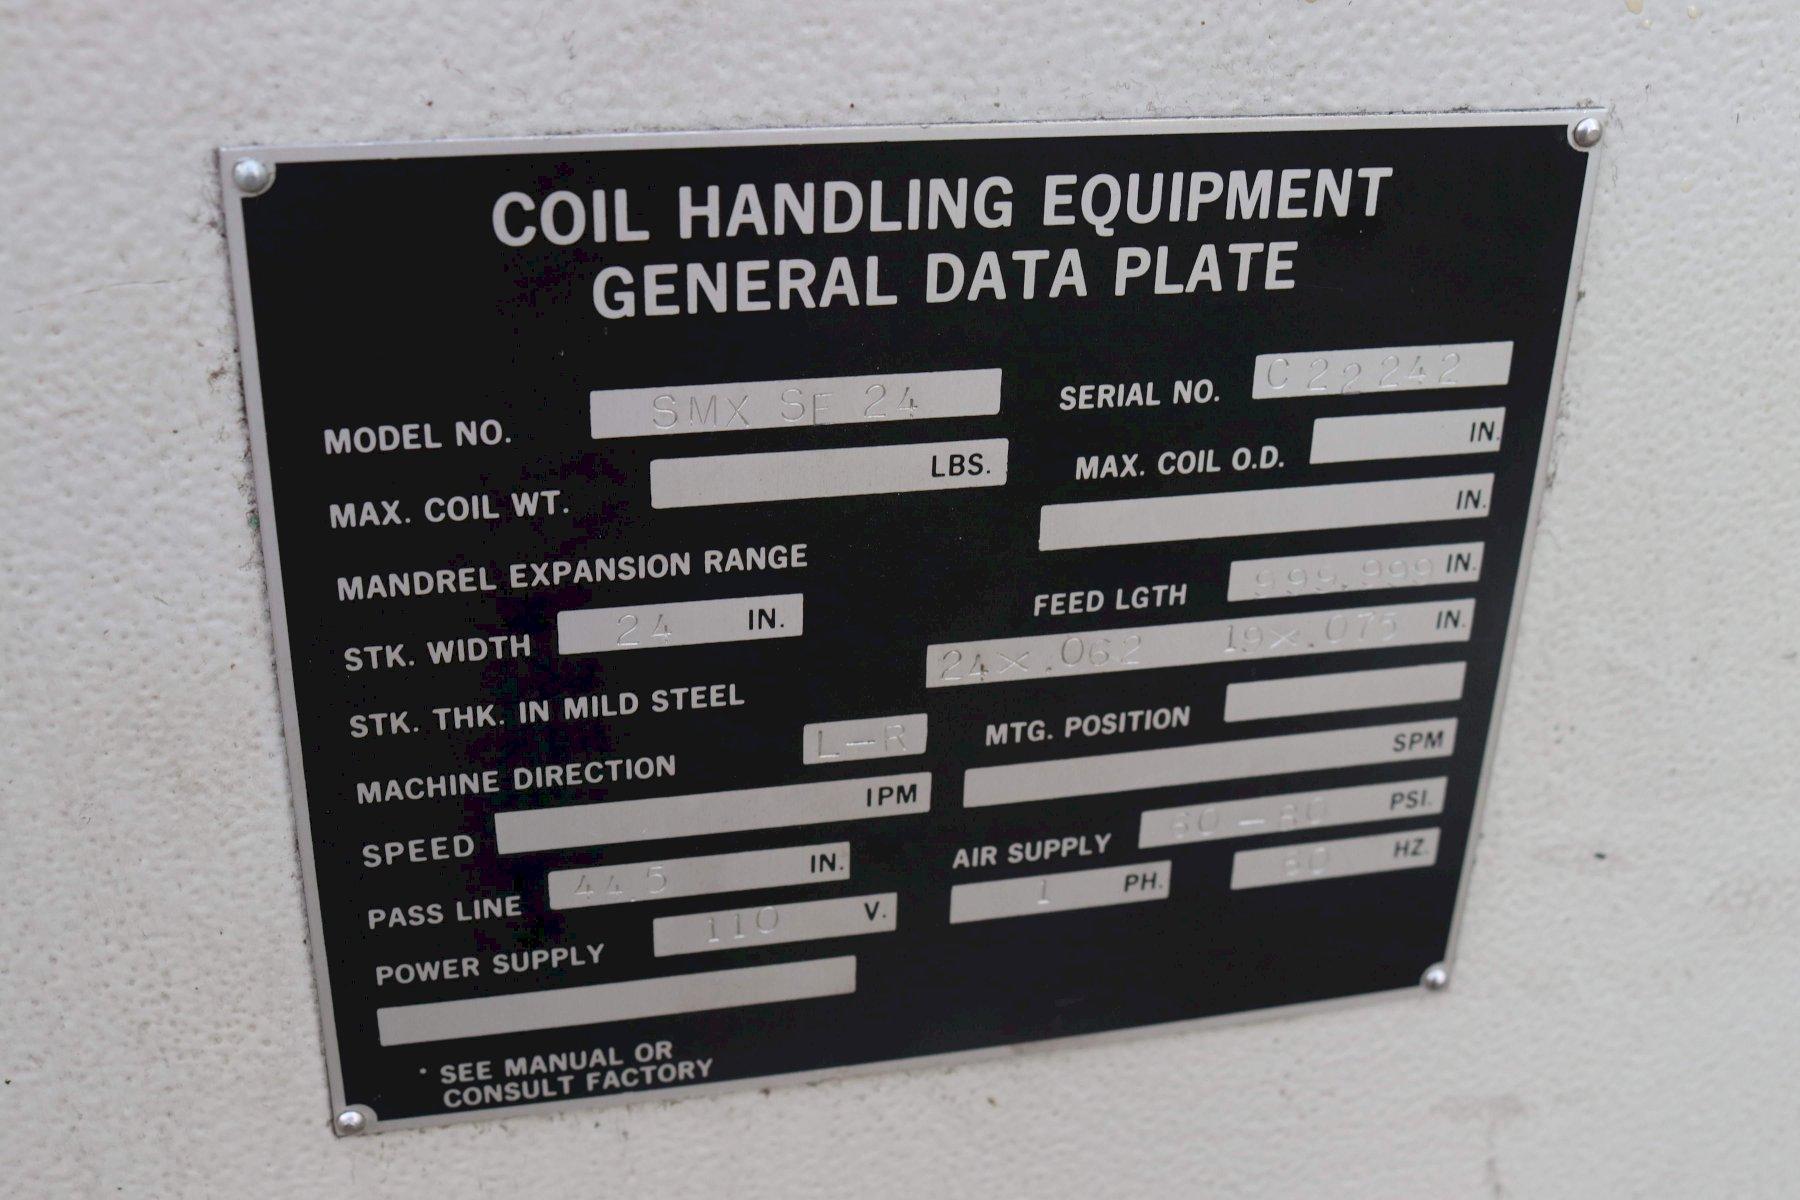 COIL HANDLING EQUIPMENT
GENERAL DATA PLATE
MODEL NO. SMX SF 24 SERIAL NO. C22242
MAX. COIL WT. LBS. MAX. COIL O.D. IN.
MANDREL EXPANSION RANGE IN.
STK. WIDTH 24 IN. FEED LGTH 999.999 IN.
STK. THK. IN MILD STEEL 24x.062 19x.075 IN.
MACHINE DIRECTION L-R MTG. POSITION
SPEED IPM SPM
PASS LINE 44.5 IN. AIR SUPPLY 60-80 PSI.
POWER SUPPLY 110 V. 1 PH. 60 HZ.
· SEE MANUAL OR
CONSULT FACTORY